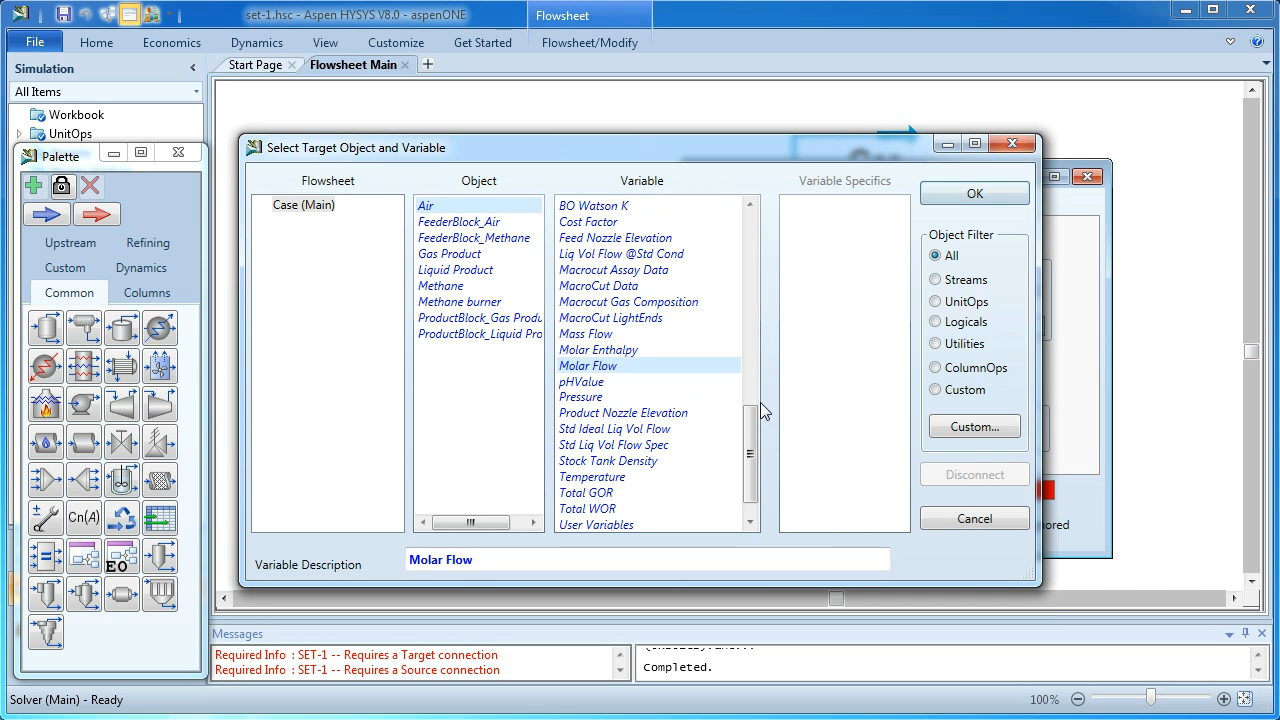 set-1.hsc - Aspen HYSYS V8.0 - aspenONE
Flowsheet
File
Home
Economics
Dynamics
View
Customize
Get Started
Flowsheet/Modify
Simulation
Start Page
Flowsheet Main
All Items
Workbook
UnitOps
Palette
Upstream
Refining
Custom
Dynamics
Common
Columns
Cn(A)
EO
Select Target Object and Variable
Flowsheet
Object
Variable
Variable Specifics
Case (Main)
Air
FeederBlock_Air
FeederBlock_Methane
Gas Product
Liquid Product
Methane
Methane burner
ProductBlock_Gas Produ
ProductBlock_Liquid Pro
BO Watson K
Cost Factor
Feed Nozzle Elevation
Liq Vol Flow @Std Cond
Macrocut Assay Data
MacroCut Data
Macrocut Gas Composition
MacroCut LightEnds
Mass Flow
Molar Enthalpy
Molar Flow
pHValue
Pressure
Product Nozzle Elevation
Std Ideal Liq Vol Flow
Std Liq Vol Flow Spec
Stock Tank Density
Temperature
Total GOR
Total WOR
User Variables
OK
Object Filter
All
Streams
UnitOps
Logicals
Utilities
ColumnOps
Custom
Custom...
Disconnect
Cancel
Variable Description
Molar Flow
ored
Messages
Required Info : SET-1 -- Requires a Target connection
Required Info : SET-1 -- Requires a Source connection
Completed.
Solver (Main) - Ready
100%